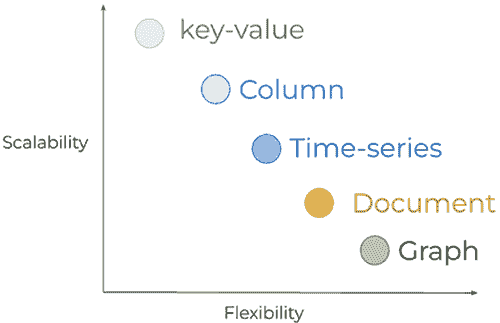 key-value
Column
Scalability
Time-series
Document
Graph
Flexibility